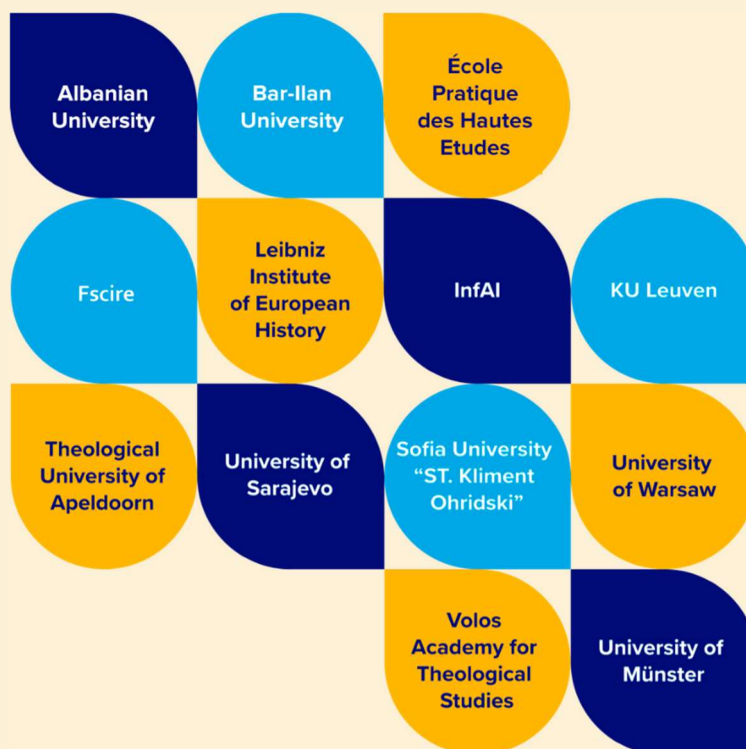 Albanian
University
Bar-Ilan
University
École
Pratique
des Hautes
Etudes
Fscire
Leibniz
Institute
of European
History
InfAI
KU Leuven
Theological
University of
Apeldoorn
University of
Sarajevo
Sofia University
“ST. Kliment
Ohridski”
University
of Warsaw
Volos
Academy for
Theological
Studies
University of
Münster